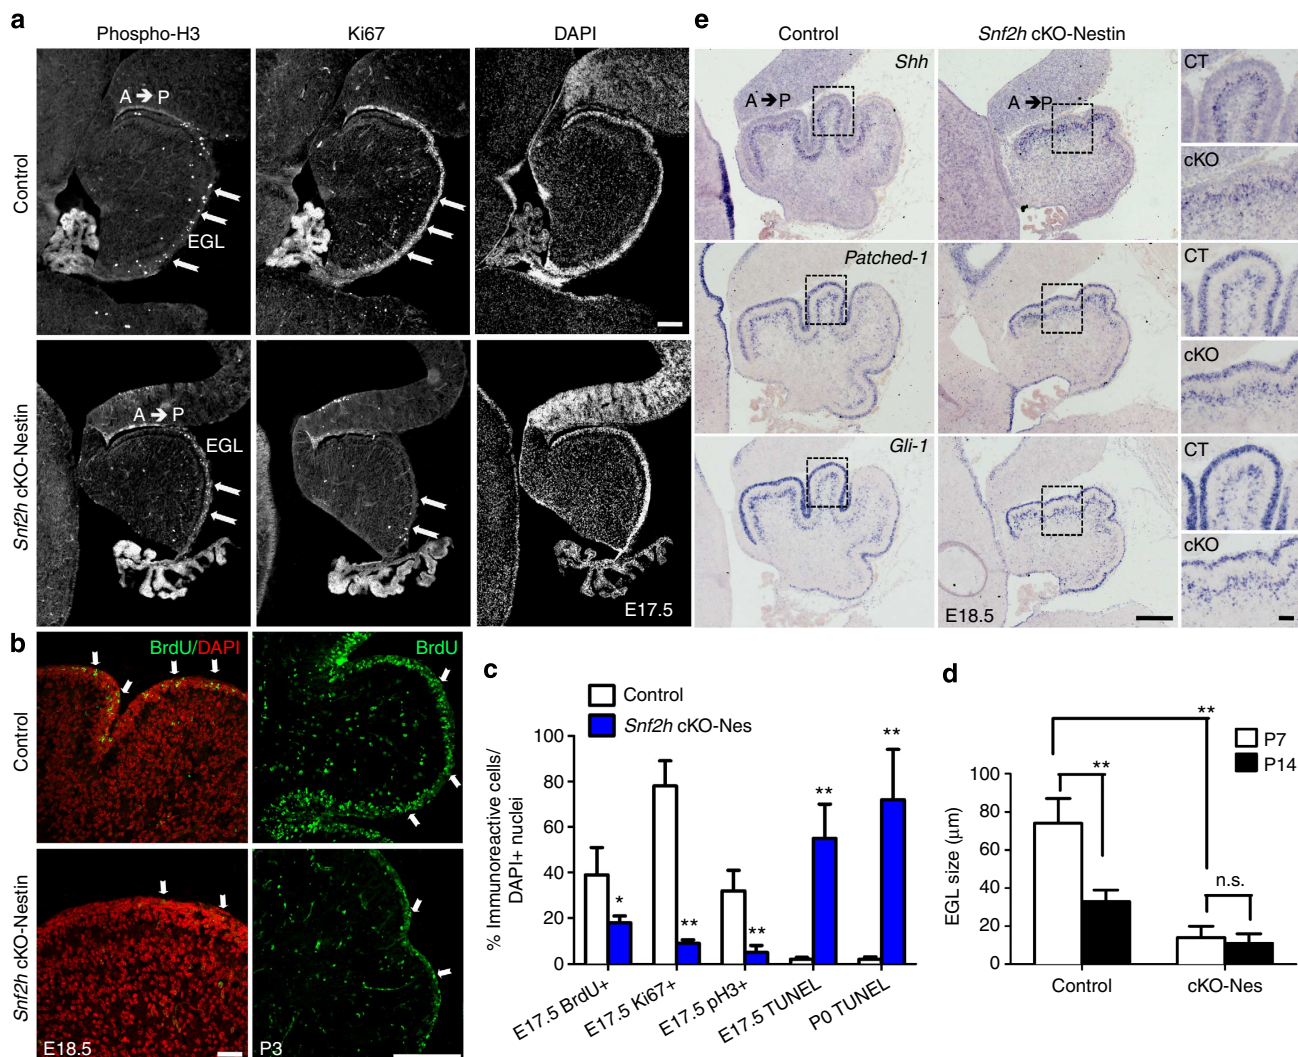 a
Phospho-H3
Ki67
DAPI
Control
A ➔ P
EGL
Snf2h cKO-Nestin
A ➔ P
EGL
E17.5
b
BrdU/DAPI
BrdU
Control
Snf2h cKO-Nestin
E18.5
P3
c
Control
Snf2h cKO-Nes
% Immunoreactive cells/
DAPI+ nuclei
100
80
60
40
20
0
*
**
**
**
**
E17.5 BrdU+
E17.5 Ki67+
E17.5 pH3+
E17.5 TUNEL
P0 TUNEL
d
**
**
n.s.
P7
P14
EGL size (μm)
100
80
60
40
20
0
Control
cKO-Nes
e
Control
Snf2h cKO-Nestin
Shh
A ➔ P
A ➔ P
CT
cKO
Patched-1
CT
cKO
Gli-1
CT
cKO
E18.5